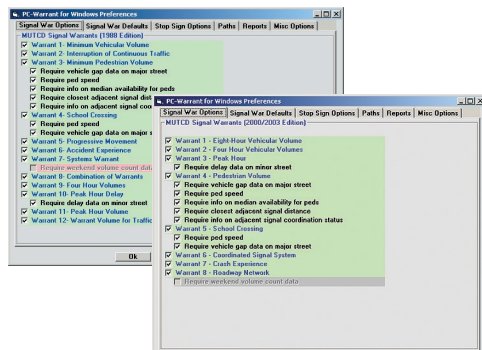 PC-Warrant for Windows Preferences
Signal War Options Signal War Defaults Stop Sign Options Paths Reports Misc Options
MUTCD Signal Warrants (1988 Edition)
Warrant 1- Minimum Vehicular Volume
Warrant 2- Interruption of Continuous Traffic
Warrant 3- Minimum Pedestrian Volume
Require vehicle gap data on major street
Require ped speed
Require info on median availability for peds
Require closest adjacent signal dist
Require info on adjacent signal coor
Warrant 4- School Crossing
Require ped speed
Require vehicle gap data on major s
Warrant 5- Progressive Movement
Warrant 6- Accident Experience
Warrant 7- Systems Warrant
Require weekend volume count data
Warrant 8- Combination of Warrants
Warrant 9- Four Hour Volumes
Warrant 10- Peak Hour Delay
Require delay data on minor street
Warrant 11- Peak Hour Volume
Warrant 12- Warrant Volume for Traffic
Ok
PC-Warrant for Windows Preferences
Signal War Options Signal War Defaults Stop Sign Options Paths Reports Misc Options
MUTCD Signal Warrants (2000/2003 Edition)
Warrant 1 - Eight-Hour Vehicular Volume
Warrant 2 - Four Hour Vehicular Volumes
Warrant 3 - Peak Hour
Require delay data on minor street
Warrant 4 - Pedestrian Volume
Require vehicle gap data on major street
Require ped speed
Require info on median availability for peds
Require closest adjacent signal distance
Require info on adjacent signal coordination status
Warrant 5 - School Crossing
Require ped speed
Require vehicle gap data on major street
Warrant 6 - Coordinated Signal System
Warrant 7 - Crash Experience
Warrant 8 - Roadway Network
Require weekend volume count data